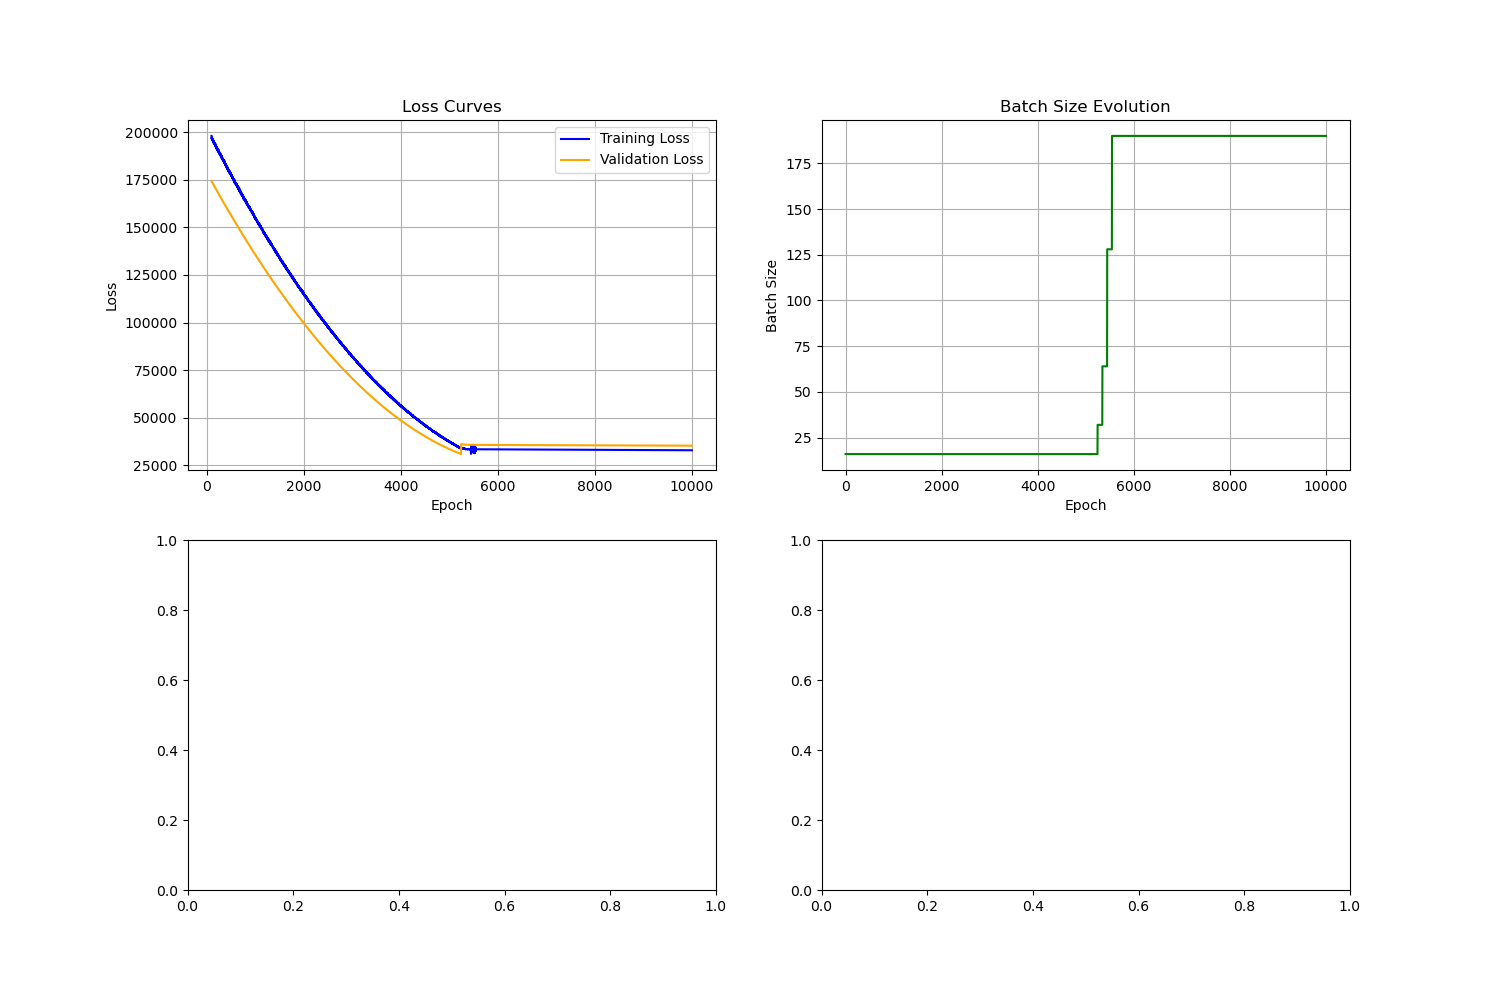 Loss Curves
200000
175000
150000
125000
100000
75000
50000
25000
Loss
Training Loss
Validation Loss
0 2000 4000 6000 8000 10000
Epoch
Batch Size Evolution
175
150
125
100
75
50
25
Batch Size
0 2000 4000 6000 8000 10000
Epoch
1.0
0.8
0.6
0.4
0.2
0.0
0.0 0.2 0.4 0.6 0.8 1.0
1.0
0.8
0.6
0.4
0.2
0.0
0.0 0.2 0.4 0.6 0.8 1.0